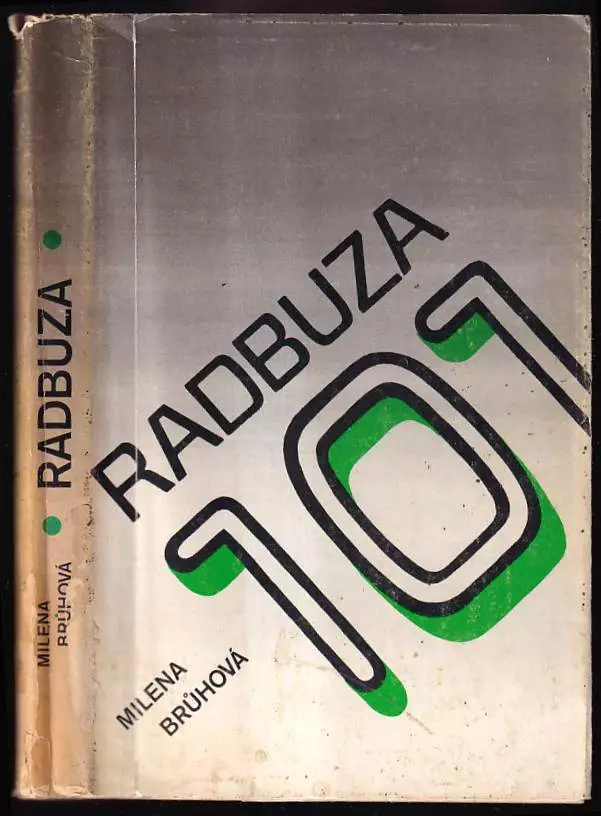 RADBUZA
101
MILENA
BRŮHOVÁ
• RADBUZA •
MILENA
BRŮHOVÁ